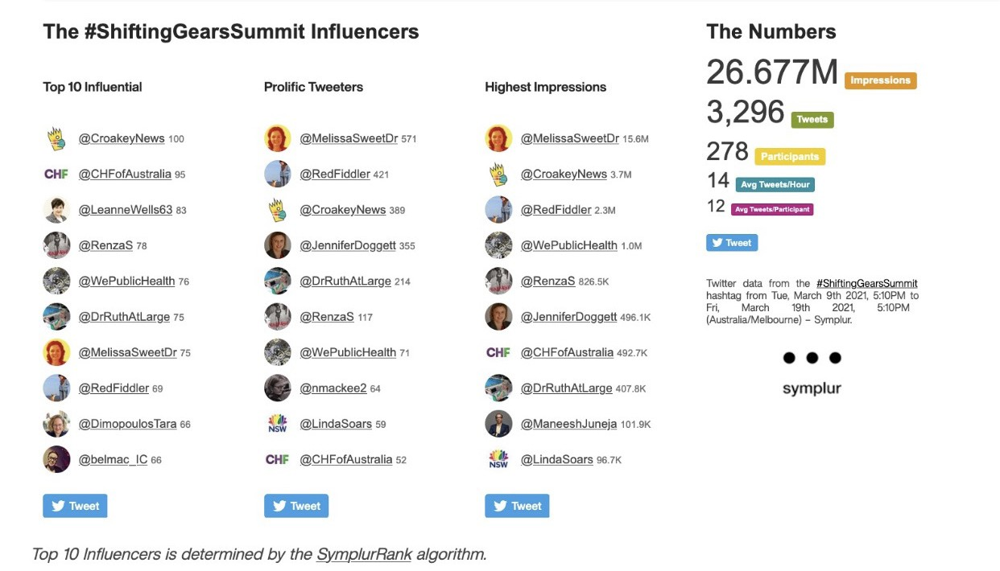 The #ShiftingGearsSummit Influencers
Top 10 Influential
@CroakeyNews 100
CHF @CHFofAustralia 95
@LeanneWells63 83
@RenzaS 78
@WePublicHealth 76
@DrRuthAtLarge 75
@MelissaSweetDr 75
@RedFiddler 69
@DimopoulosTara 66
@belmac_IC 66
Tweet
Prolific Tweeters
@MelissaSweetDr 571
@RedFiddler 421
@CroakeyNews 389
@JenniferDoggett 355
@DrRuthAtLarge 214
@RenzaS 117
@WePublicHealth 71
@nmackee2 64
NSW @LindaSoars 59
CHF @CHFofAustralia 52
Tweet
Highest Impressions
@MelissaSweetDr 15.6M
@CroakeyNews 3.7M
@RedFiddler 2.3M
@WePublicHealth 1.0M
@RenzaS 826.5K
@JenniferDoggett 496.1K
CHF @CHFofAustralia 492.7K
@DrRuthAtLarge 407.8K
@ManeeshJuneja 101.9K
NSW @LindaSoars 96.7K
Tweet
The Numbers
26.677M Impressions
3,296 Tweets
278 Participants
14 Avg Tweets/Hour
12 Avg Tweets/Participant
Tweet
Twitter data from the #ShiftingGearsSummit
hashtag from Tue, March 9th 2021, 5:10PM to
Fri, March 19th 2021, 5:10PM
(Australia/Melbourne) – Symplur.
symplur
Top 10 Influencers is determined by the SymplurRank algorithm.